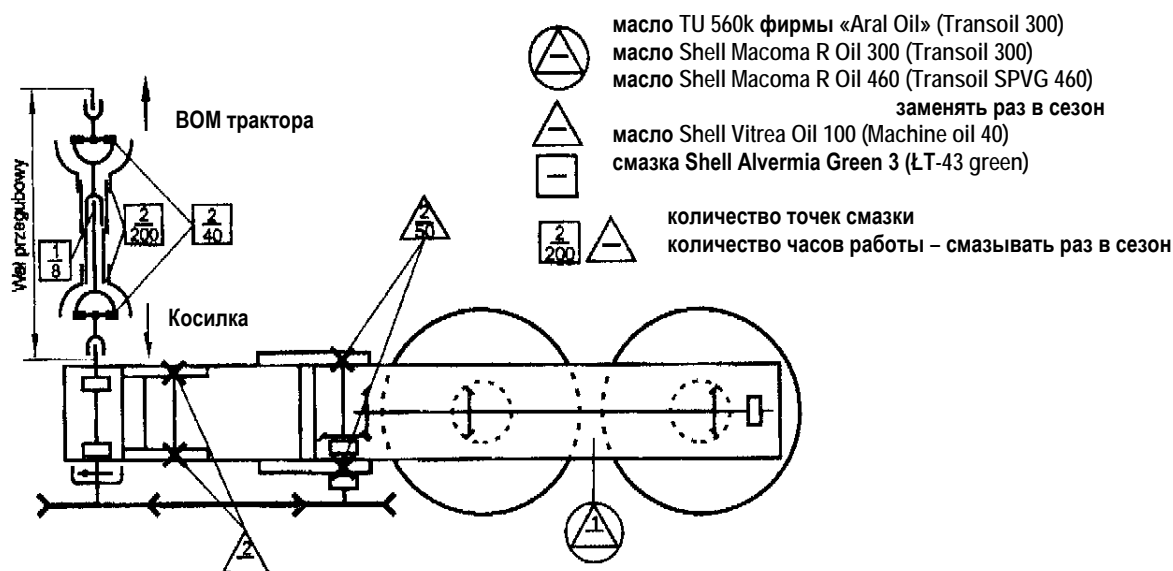 масло TU 560k фирмы «Aral Oil» (Transoil 300)
масло Shell Macoma R Oil 300 (Transoil 300)
масло Shell Macoma R Oil 460 (Transoil SPVG 460)
заменять раз в сезон
масло Shell Vitrea Oil 100 (Machine oil 40)
смазка Shell Alvermia Green 3 (ŁT-43 green)
2
200
количество точек смазки
количество часов работы – смазывать раз в сезон
ВОМ трактора
Wał przegubowy
1
8
2
200
2
40
2
50
Косилка
2
1